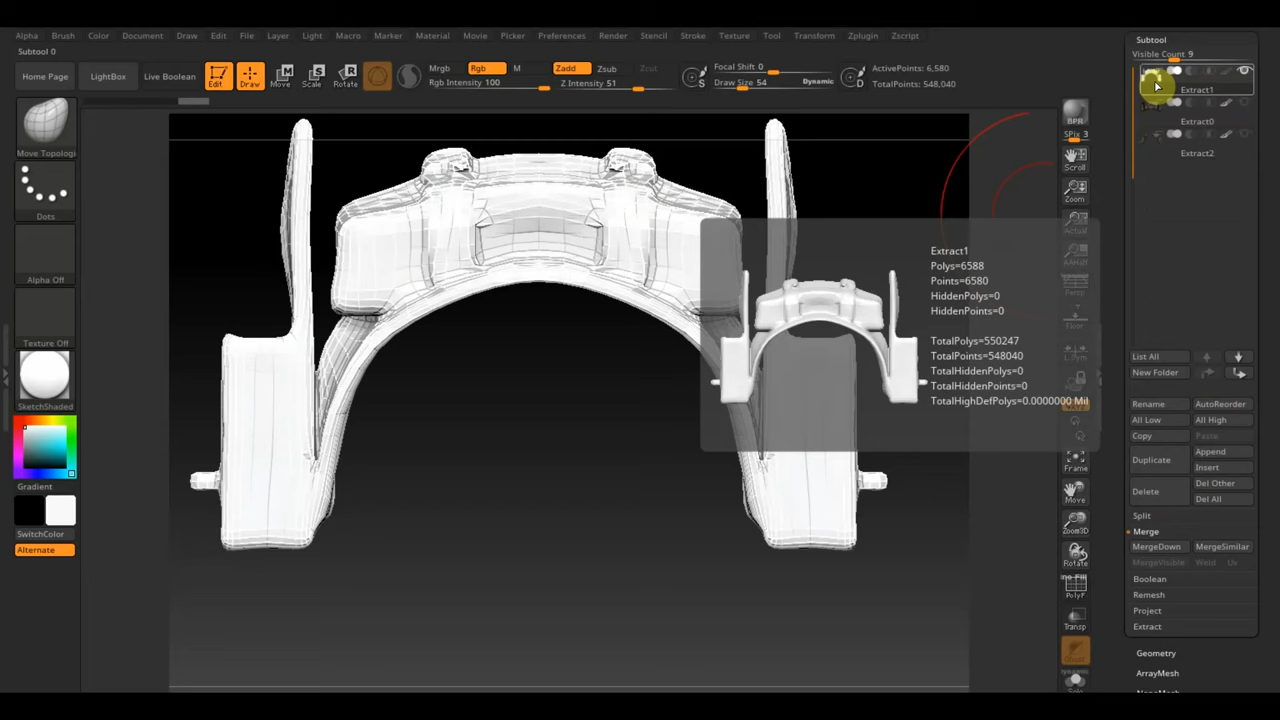 Alpha Brush Color Document Draw Edit File Layer Light Macro Marker Material Movie Picker Preferences Render Stencil Stroke Texture Tool Transform Zplugin Zscript
Subtool 0
Home Page LightBox Live Boolean Edit Draw Move Scale Rotate
Mrgb Rgb M Zadd Zsub Zcut
Rgb Intensity 100 Z Intensity 51
Focal Shift 0
Draw Size 54 Dynamic
S
D
ActivePoints: 6,580
TotalPoints: 548,040
Move Topologi
Dots
Alpha Off
Texture Off
SketchShaded
Gradient
SwitchColor
Alternate
Extract1
Polys=6588
Points=6580
HiddenPolys=0
HiddenPoints=0
TotalPolys=550247
TotalPoints=548040
TotalHiddenPolys=0
TotalHiddenPoints=0
TotalHighDefPolys=0.0000000 Mil
BPR
SPix 3
Scroll
Zoom
Actual
AAHalf
Persp
Floor
L.Sym
Frame
Move
Zoom3D
Rotate
PolyF
Transp
Ghost
Dynamic
Solo
Subtool
Visible Count 9
Extract1
Extract0
Extract2
List All
New Folder
Rename AutoReorder
All Low All High
Copy Paste
Duplicate Append
Insert
Delete Del Other
Del All
Split
Merge
MergeDown MergeSimilar
MergeVisible Weld Uv
Boolean
Remesh
Project
Extract
Geometry
ArrayMesh